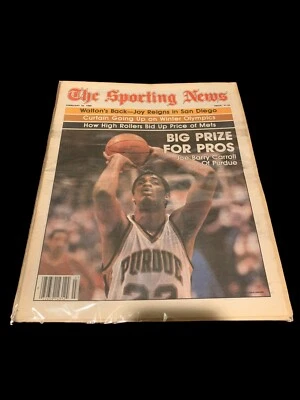 The Sporting News
Walton's Back—Joy Reigns in San Diego
Curtain Going Up on Winter Olympics
How High Rollers Bid Up Price of Mets
BIG PRIZE
FOR PROS
Joe Barry Carroll
Of Purdue
PURDUE